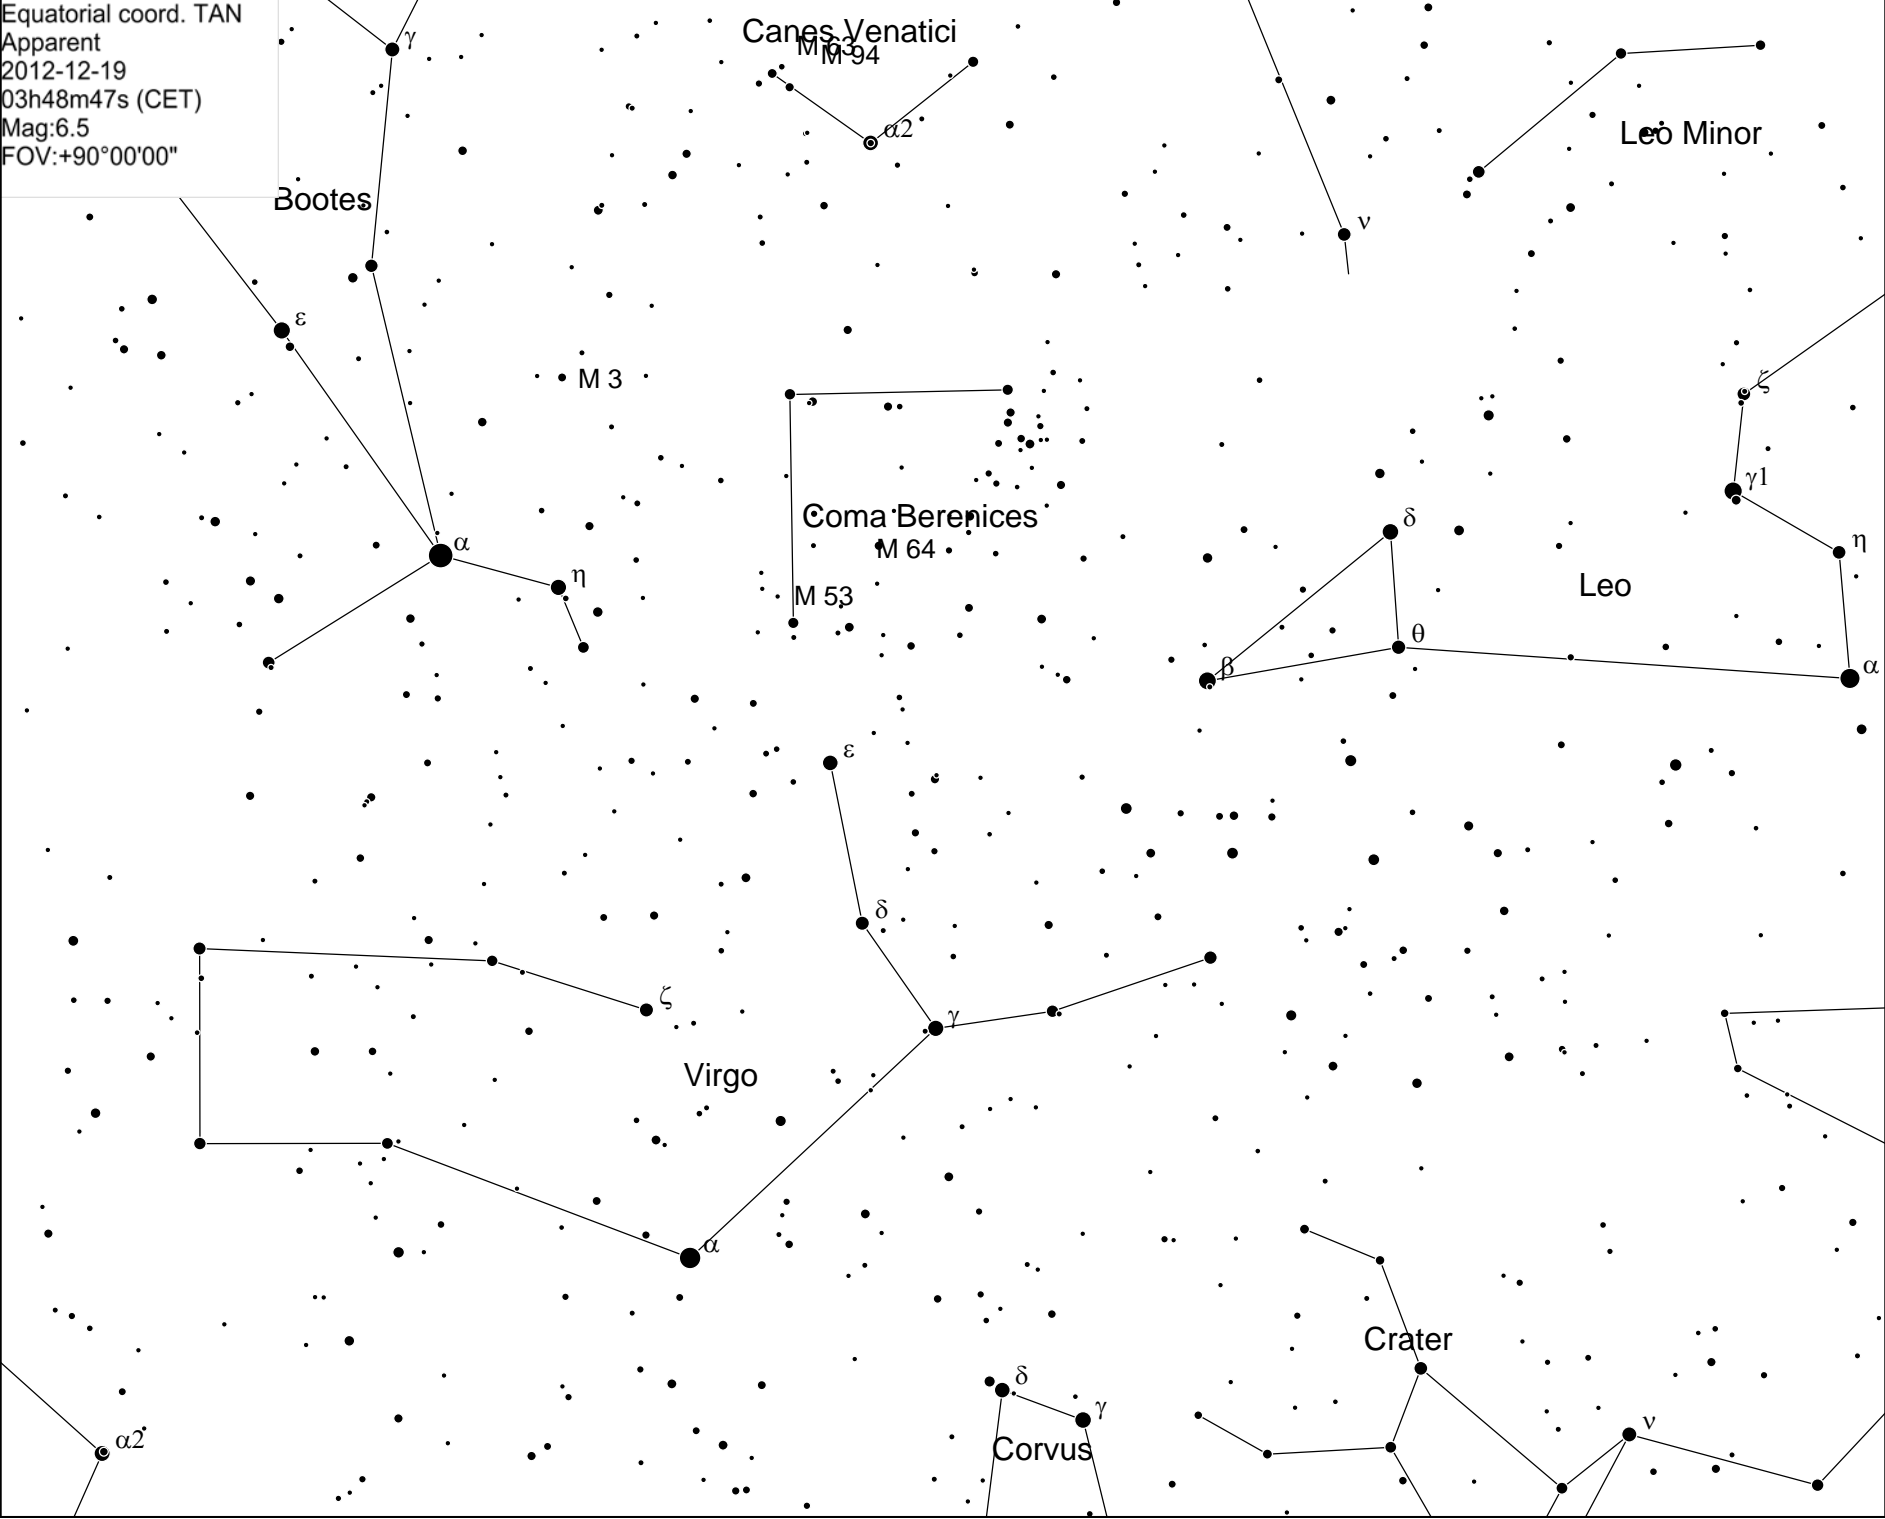 Equatorial coord. TAN
Apparent
2012-12-19
03h48m47s (CET)
Mag:6.5
FOV:+90°00'00"
γ
Canes Venatici
M 63
M 94
α2
Leo Minor
Bootes
ν
ε
M 3
ζ
γ1
Coma Berenices
δ
α
M 64
η
η
Leo
M 53
θ
β
α
ε
δ
ζ
γ
Virgo
α
Crater
δ
γ
ν
α2
Corvus